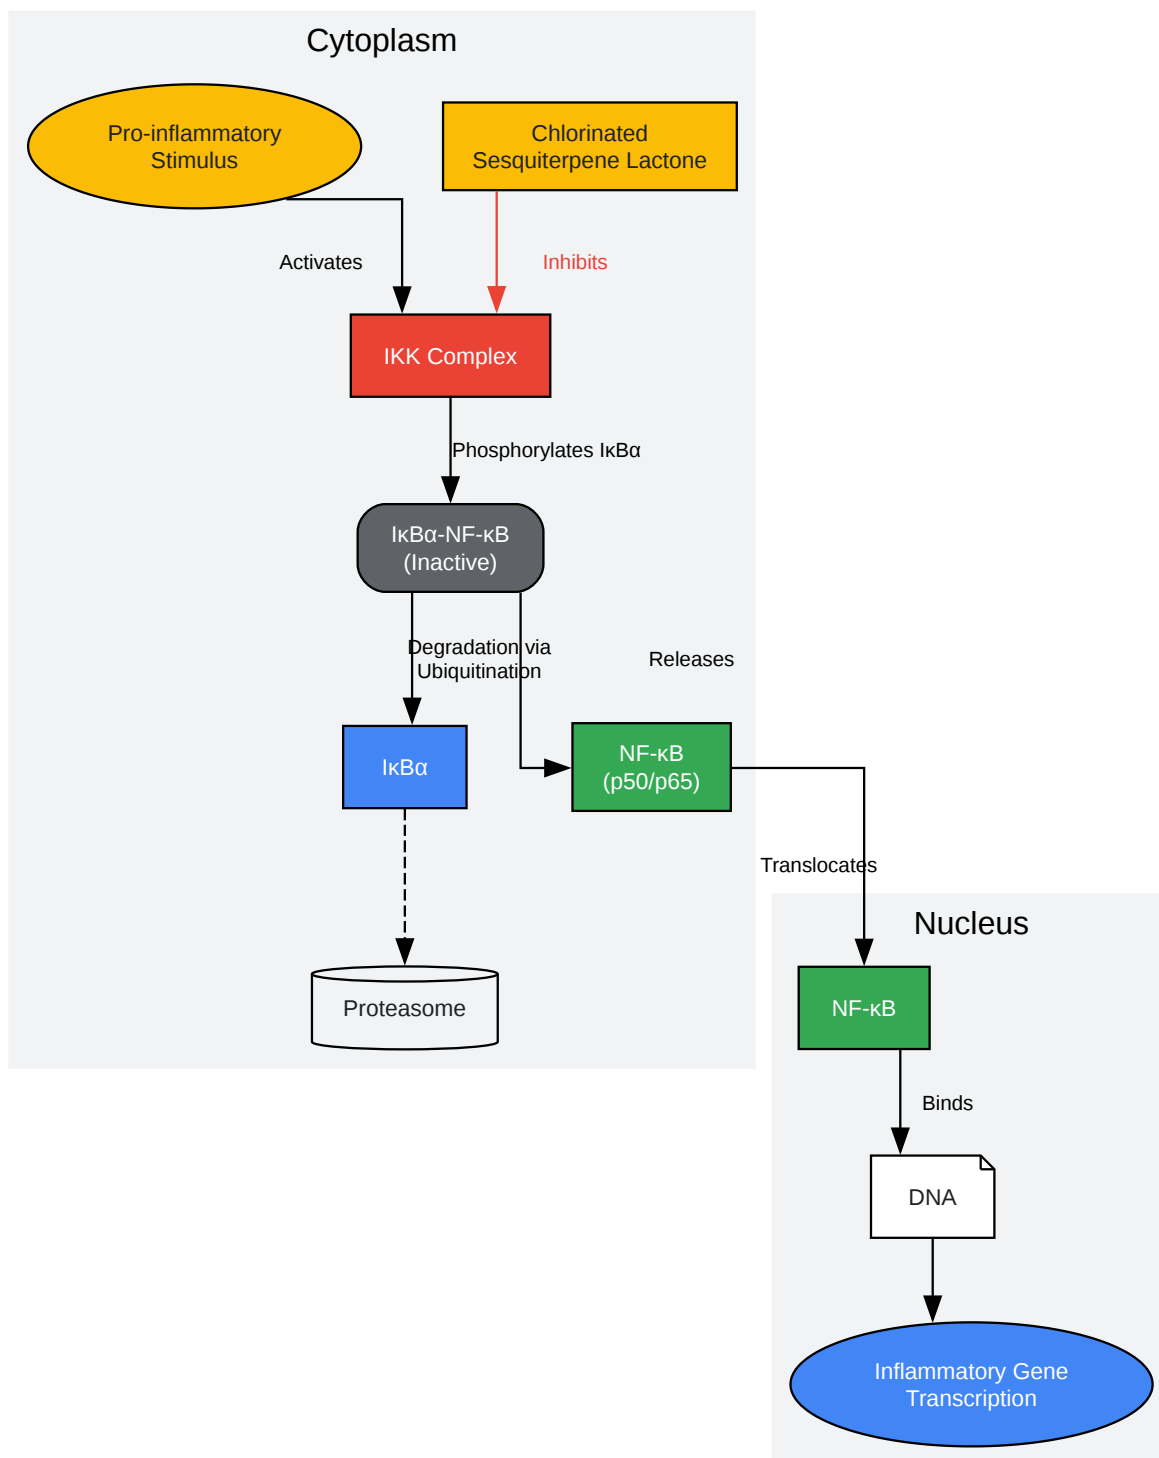 Cytoplasm
Pro-inflammatory
Stimulus
Chlorinated
Sesquiterpene Lactone
Activates
Inhibits
IKK Complex
Phosphorylates IκBα
IκBα-NF-κB
(Inactive)
Degradation via
Ubiquitination
Releases
IκBα
NF-κB
(p50/p65)
Translocates
Nucleus
Proteasome
NF-κB
Binds
DNA
Inflammatory Gene
Transcription